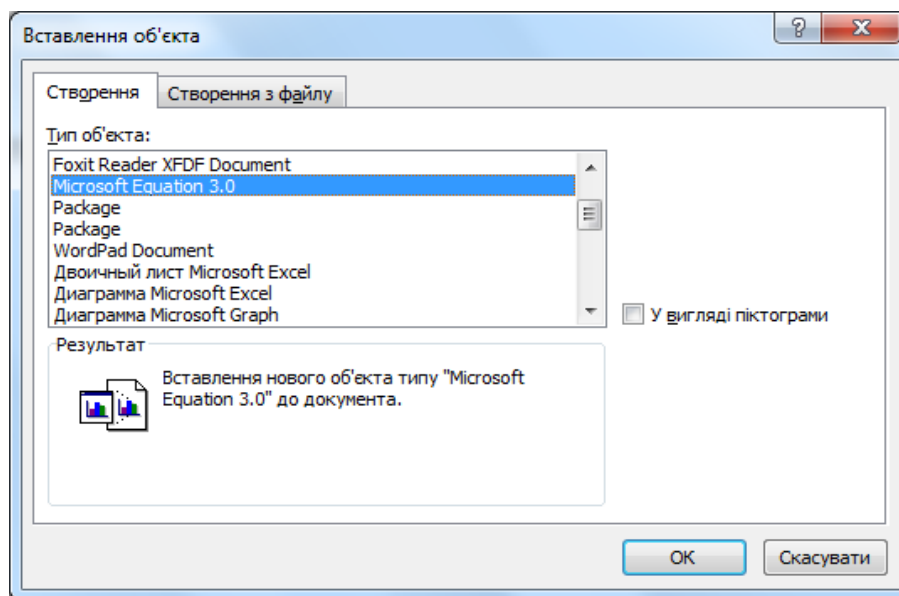 Вставлення об'єкта
Створення
Створення з файлу
Тип об'єкта:
Foxit Reader XFDF Document
Microsoft Equation 3.0
Package
Package
WordPad Document
Двоичный лист Microsoft Excel
Диаграмма Microsoft Excel
Диаграмма Microsoft Graph
У вигляді піктограми
Результат
Вставлення нового об'єкта типу "Microsoft
Equation 3.0" до документа.
ОК
Скасувати